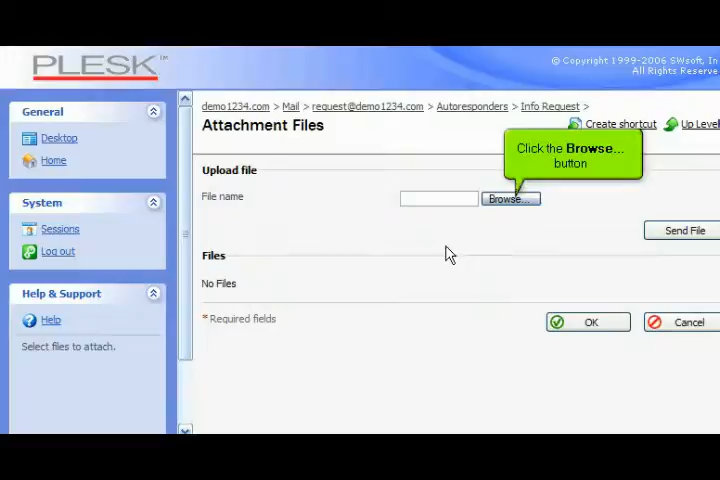 PLESK™
© Copyright 1999-2006 SWsoft, In
All Rights Reserve
General
Desktop
Home
System
Sessions
Log out
Help & Support
Help
Select files to attach.
demo1234.com > Mail > request@demo1234.com > Autoresponders > Info Request >
Attachment Files
Create shortcut
Up Level
Click the Browse...
button
Upload file
File name
Browse...
Send File
Files
No Files
* Required fields
OK
Cancel